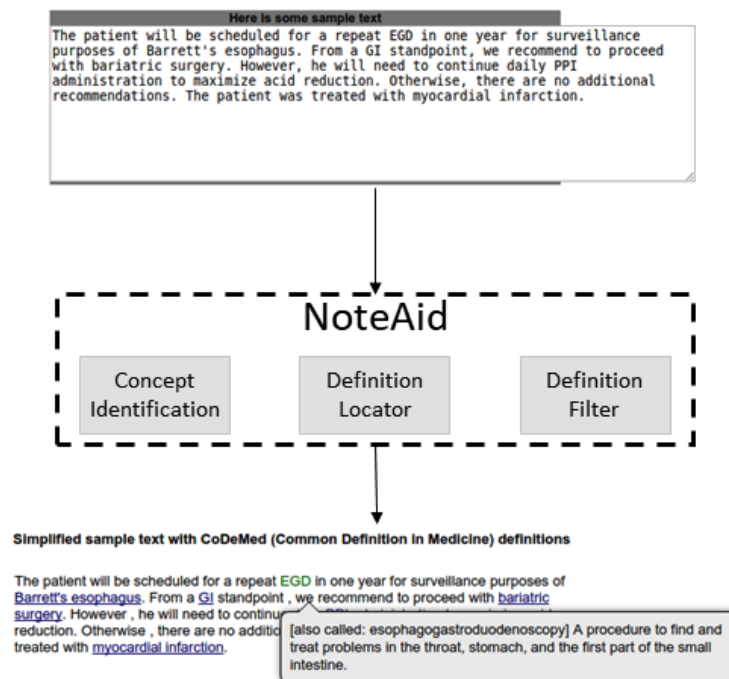 Here is some sample text
The patient will be scheduled for a repeat EGD in one year for surveillance
purposes of Barrett's esophagus. From a GI standpoint, we recommend to proceed
with bariatric surgery. However, he will need to continue daily PPI
administration to maximize acid reduction. Otherwise, there are no additional
recommendations. The patient was treated with myocardial infarction.
NoteAid
Concept
Identification
Definition
Locator
Definition
Filter
Simplified sample text with CoDeMed (Common Definition in Medicine) definitions
The patient will be scheduled for a repeat EGD in one year for surveillance purposes of
Barrett's esophagus. From a GI standpoint , we recommend to proceed with bariatric
surgery. However , he will need to continu
reduction. Otherwise , there are no additio
treated with myocardial infarction.
[also called: esophagogastroduodenoscopy] A procedure to find and
treat problems in the throat, stomach, and the first part of the small
intestine.